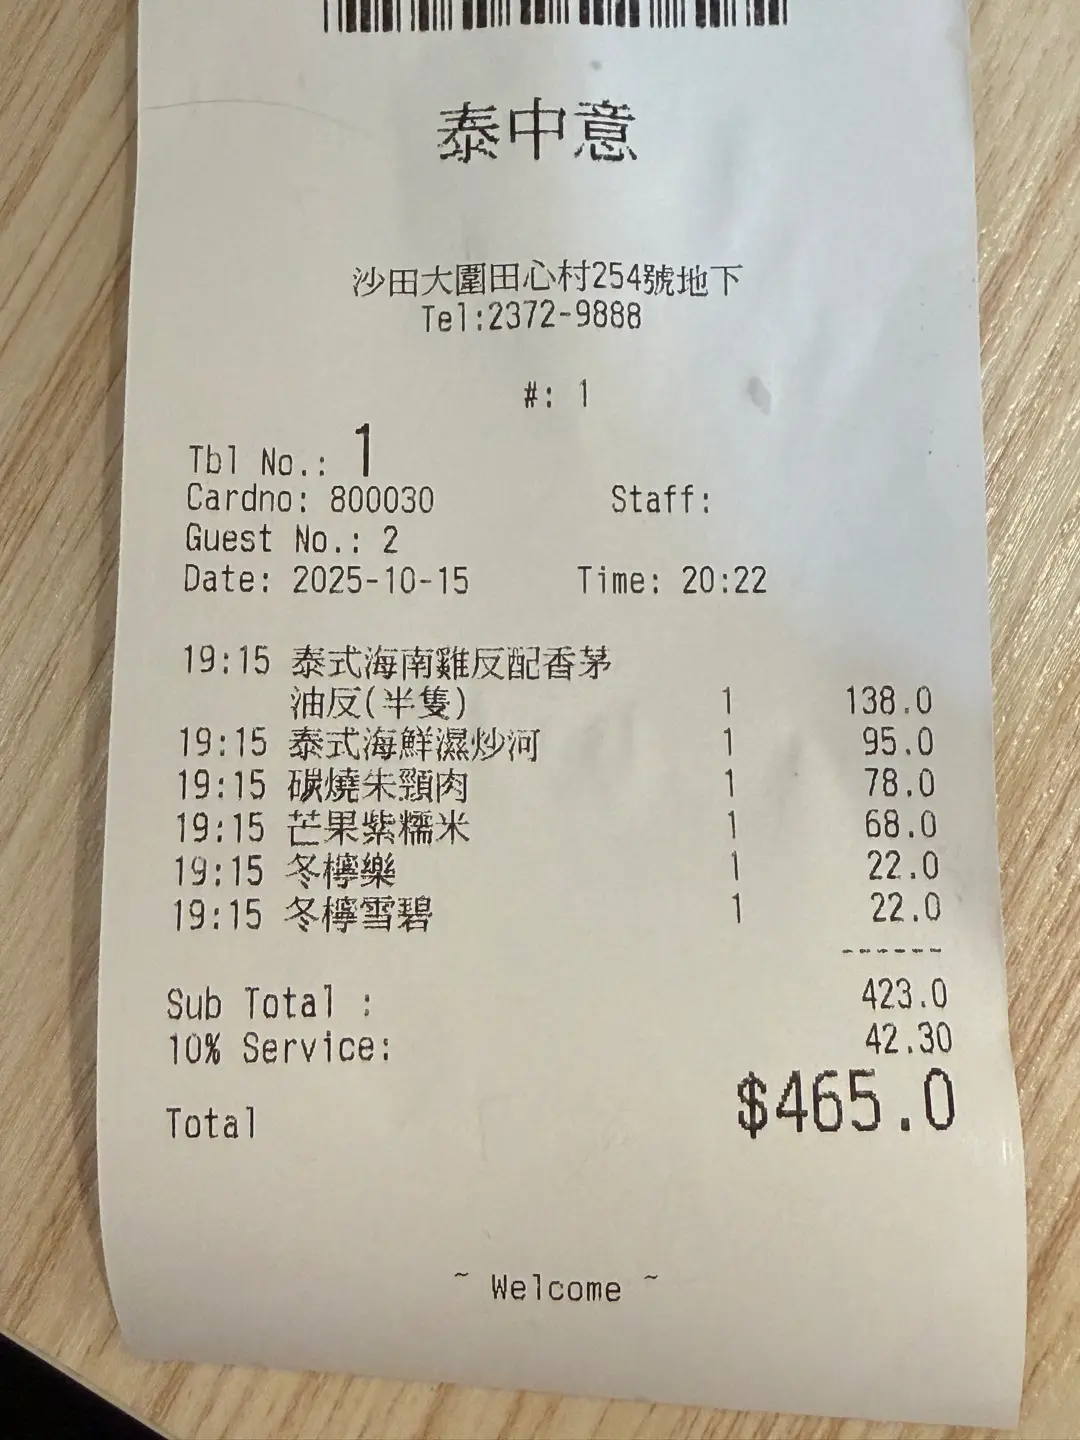 泰中意
沙田大圍田心村254號地下
Tel:2372-9888
#: 1
Tbl No.: 1
Cardno: 800030 Staff:
Guest No.: 2
Date: 2025-10-15 Time: 20:22
19:15 泰式海南雞反配香茅
油反(半隻) 1 138.0
19:15 泰式海鮮濕炒河 1 95.0
19:15 碳燒朱頸肉 1 78.0
19:15 芒果紫糯米 1 68.0
19:15 冬檸樂 1 22.0
19:15 冬檸雪碧 1 22.0
------
Sub Total : 423.0
10% Service: 42.30
Total $465.0
~ Welcome ~